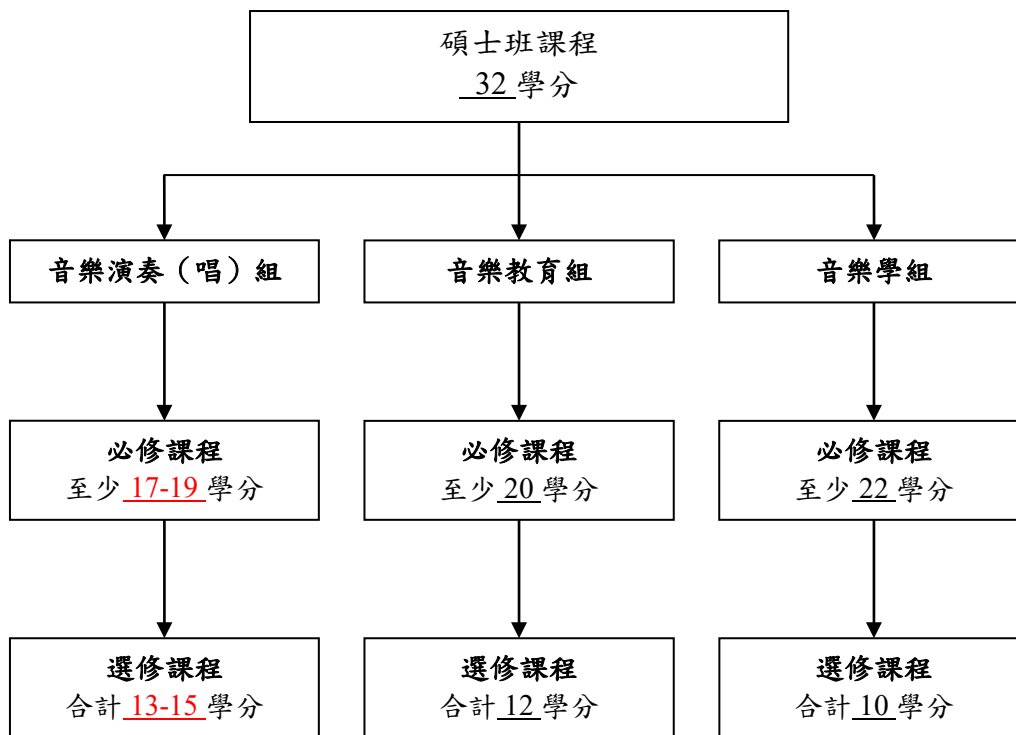 碩士班課程
32 學分
音樂演奏（唱）組
音樂教育組
音樂學組
必修課程
至少 17-19 學分
必修課程
至少 20 學分
必修課程
至少 22 學分
選修課程
合計 13-15 學分
選修課程
合計 12 學分
選修課程
合計 10 學分